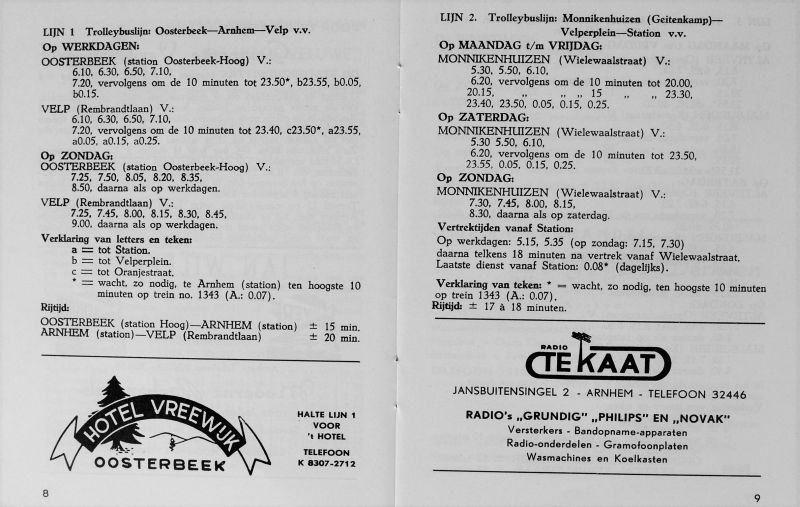 LIJN 1 Trolleybuslijn: Oosterbeek—Arnhem—Velp v.v.
Op WERKDAGEN:
OOSTERBEEK (station Oosterbeek-Hoog) V.:
6.10, 6.30, 6.50, 7.10,
7.20, vervolgens om de 10 minuten tot 23.50*, b23.55, b0.05,
b0.15.
VELP (Rembrandtlaan) V.:
6.10, 6.30, 6.50, 7.10,
7.20, vervolgens om de 10 minuten tot 23.40, c23.50*, a23.55,
a0.05, a0.15, a0.25.
Op ZONDAG:
OOSTERBEEK (station Oosterbeek-Hoog) V.:
7.25, 7.50, 8.05, 8.20, 8.35,
8.50, daarna als op werkdagen.
VELP (Rembrandtlaan) V.:
7.25, 7.45, 8.00, 8.15, 8.30, 8.45,
9.00, daarna als op werkdagen.
Verklaring van letters en teken:
a = tot Station.
b = tot Velperplein.
c = tot Oranjestraat.
* = wacht, zo nodig, te Arnhem (station) ten hoogste 10
minuten op trein no. 1343 (A.: 0.07).
Rijtijd:
OOSTERBEEK (station Hoog)—ARNHEM (station) ± 15 min.
ARNHEM (station)—VELP (Rembrandtlaan) ± 20 min.
HOTEL VREEWIJK
OOSTERBEEK
HALTE LIJN 1
VOOR
't HOTEL
TELEFOON
K 8307-2712
8
LIJN 2. Trolleybuslijn: Monnikenhuizen (Geitenkamp)—
Velperplein—Station v.v.
Op MAANDAG t/m VRIJDAG:
MONNIKENHUIZEN (Wielewaalstraat) V.:
5.30, 5.50, 6.10,
6.20, vervolgens om de 10 minuten tot 20.00,
20.15, „ „ „ 15 „ „ 23.30,
23.40, 23.50, 0.05, 0.15, 0.25.
Op ZATERDAG:
MONNIKENHUIZEN (Wielewaalstraat) V.:
5.30 5.50, 6.10,
6.20, vervolgens om de 10 minuten tot 23.50,
23.55, 0.05, 0.15, 0.25.
Op ZONDAG:
MONNIKENHUIZEN (Wielewaalstraat) V.:
7.30, 7.45, 8.00, 8.15,
8.30, daarna als op zaterdag.
Vertrektijden vanaf Station:
Op werkdagen: 5.15, 5.35 (op zondag: 7.15, 7.30)
daarna telkens 18 minuten na vertrek vanaf Wielewaalstraat.
Laatste dienst vanaf Station: 0.08* (dagelijks).
Verklaring van teken: * = wacht, zo nodig, ten hoogste 10 minuten
op trein 1343 (A.: 0.07).
Rijtijd: ± 17 à 18 minuten.
RADIO
TE KAAT
JANSBUITENSINGEL 2 - ARNHEM - TELEFOON 32446
RADIO's „GRUNDIG" „PHILIPS" EN „NOVAK"
Versterkers - Bandopname-apparaten
Radio-onderdelen - Gramofoonplaten
Wasmachines en Koelkasten
9